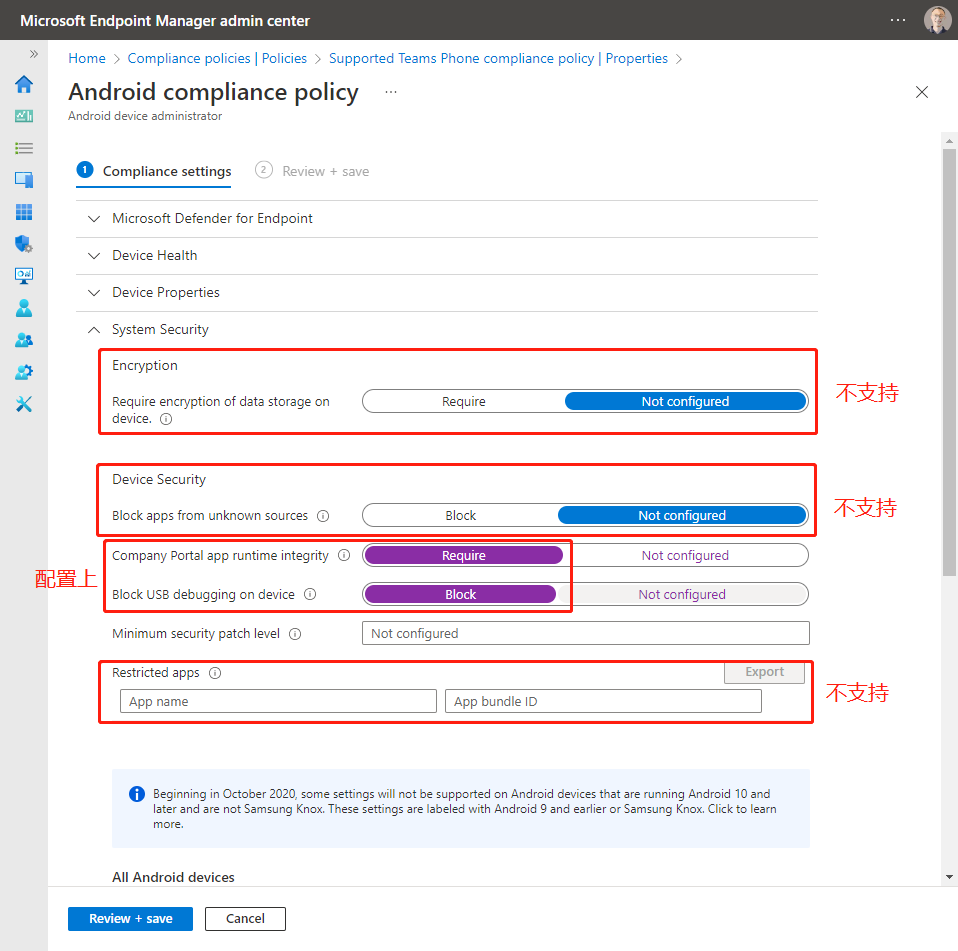 Microsoft Endpoint Manager admin center
Home > Compliance policies | Policies > Supported Teams Phone compliance policy | Properties >
Android compliance policy
Android device administrator
1 Compliance settings 2 Review + save
Microsoft Defender for Endpoint
Device Health
Device Properties
System Security
Encryption
Require encryption of data storage on
device.
Require Not configured
不支持
Device Security
Block apps from unknown sources Block Not configured
不支持
Company Portal app runtime integrity Require Not configured
配置上
Block USB debugging on device Block Not configured
Minimum security patch level Not configured
Restricted apps Export
App name App bundle ID
不支持
Beginning in October 2020, some settings will not be supported on Android devices that are running Android 10 and
later and are not Samsung Knox. These settings are labeled with Android 9 and earlier or Samsung Knox. Click to learn
more.
All Android devices
Review + save Cancel